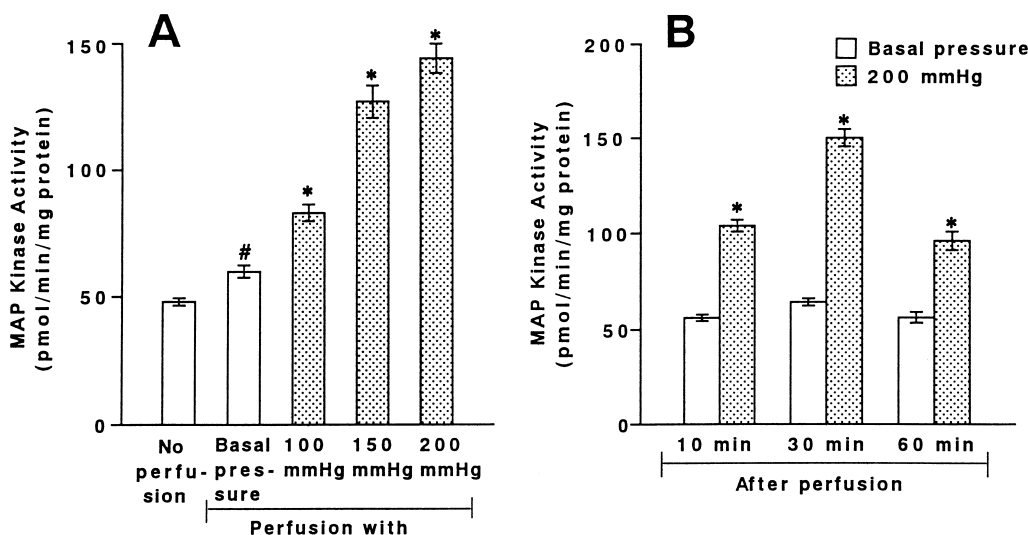 A
MAP Kinase Activity
(pmol/min/mg protein)
150
100
50
0
#
*
*
*
No
perfu-
sion
Basal
pres-
sure
100
mmHg
150
mmHg
200
mmHg
Perfusion with
B
Basal pressure
200 mmHg
MAP Kinase Activity
(pmol/min/mg protein)
200
150
100
50
0
*
*
*
10 min
30 min
60 min
After perfusion